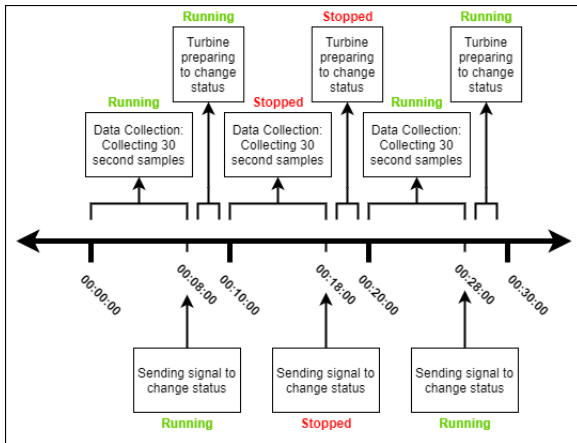 Running
Stopped
Running
Turbine
preparing
to change
status
Turbine
preparing
to change
status
Turbine
preparing
to change
status
Running
Stopped
Running
Data Collection:
Collecting 30
second samples
Data Collection:
Collecting 30
second samples
Data Collection:
Collecting 30
second samples
00:00:00
00:08:00
00:10:00
00:18:00
00:20:00
00:28:00
00:30:00
Sending signal to
change status
Sending signal to
change status
Sending signal to
change status
Running
Stopped
Running